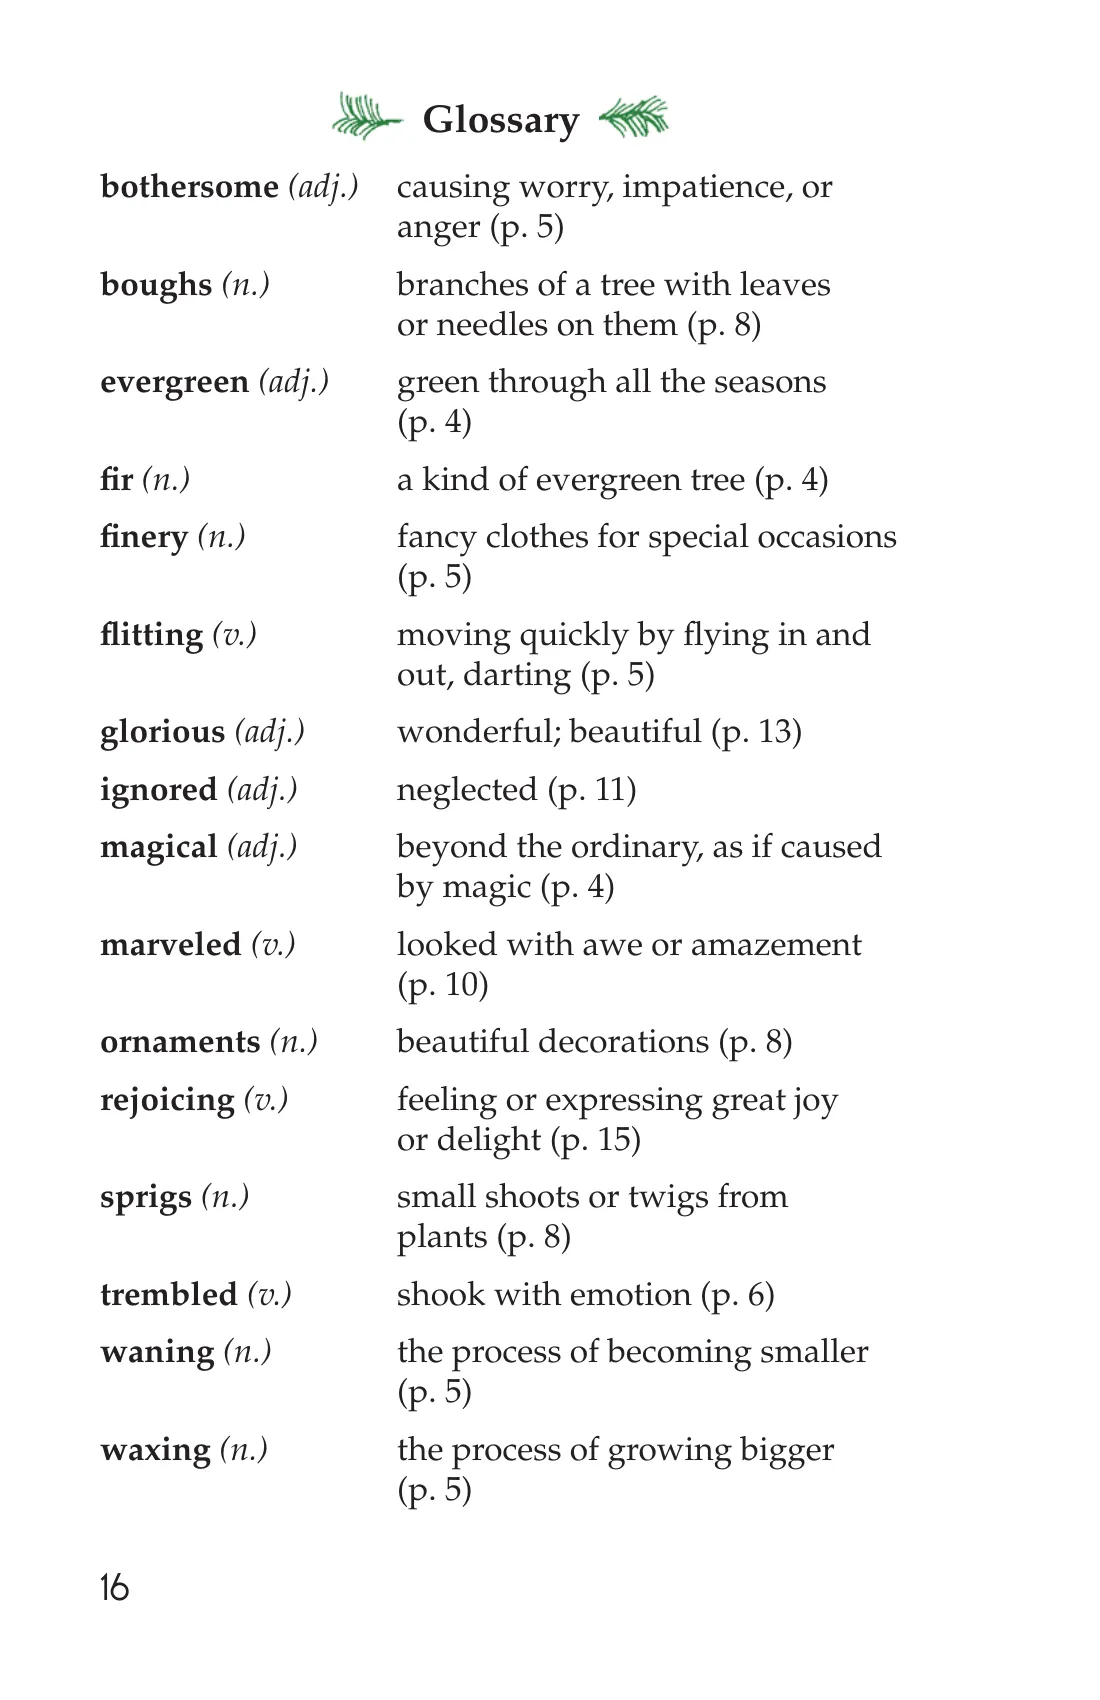 Glossary
bothersome (adj.) causing worry, impatience, or
anger (p. 5)
boughs (n.) branches of a tree with leaves
or needles on them (p. 8)
evergreen (adj.) green through all the seasons
(p. 4)
fir (n.) a kind of evergreen tree (p. 4)
finery (n.) fancy clothes for special occasions
(p. 5)
flitting (v.) moving quickly by flying in and
out, darting (p. 5)
glorious (adj.) wonderful; beautiful (p. 13)
ignored (adj.) neglected (p. 11)
magical (adj.) beyond the ordinary, as if caused
by magic (p. 4)
marveled (v.) looked with awe or amazement
(p. 10)
ornaments (n.) beautiful decorations (p. 8)
rejoicing (v.) feeling or expressing great joy
or delight (p. 15)
sprigs (n.) small shoots or twigs from
plants (p. 8)
trembled (v.) shook with emotion (p. 6)
waning (n.) the process of becoming smaller
(p. 5)
waxing (n.) the process of growing bigger
(p. 5)
16